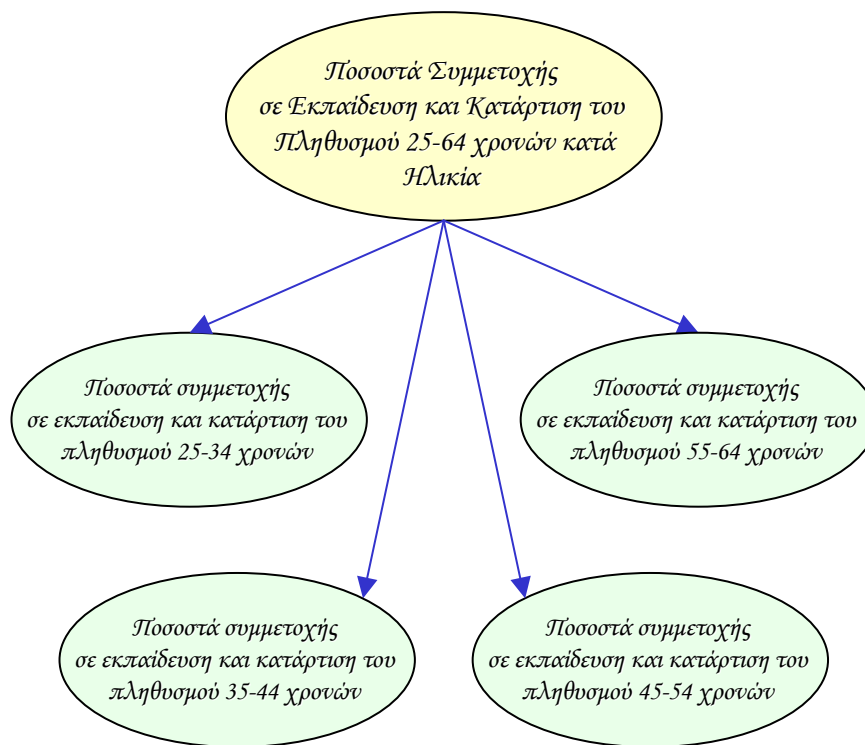 Ποσοστά Συμμετοχής
σε Εκπαίδευση και Κατάρτιση του
Πληθυσμού 25-64 χρονών κατά
Ηλικία
Ποσοστά συμμετοχής
σε εκπαίδευση και κατάρτιση του
πληθυσμού 25-34 χρονών
Ποσοστά συμμετοχής
σε εκπαίδευση και κατάρτιση του
πληθυσμού 55-64 χρονών
Ποσοστά συμμετοχής
σε εκπαίδευση και κατάρτιση του
πληθυσμού 35-44 χρονών
Ποσοστά συμμετοχής
σε εκπαίδευση και κατάρτιση του
πληθυσμού 45-54 χρονών